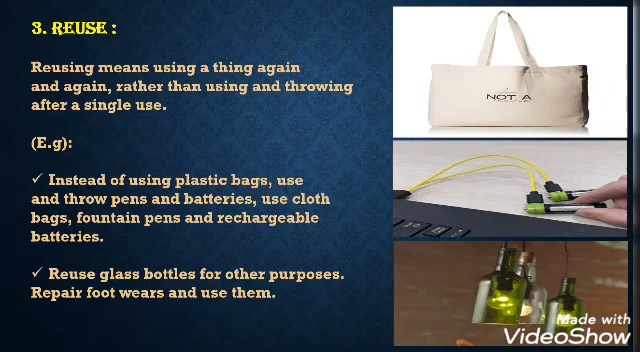 3. REUSE :
Reusing means using a thing again
and again, rather than using and throwing
after a single use.
(E.g):
✓ Instead of using plastic bags, use
and throw pens and batteries, use cloth
bags, fountain pens and rechargeable
batteries.
✓ Reuse glass bottles for other purposes.
Repair foot wears and use them.
NOT A
Made with
VideoShow